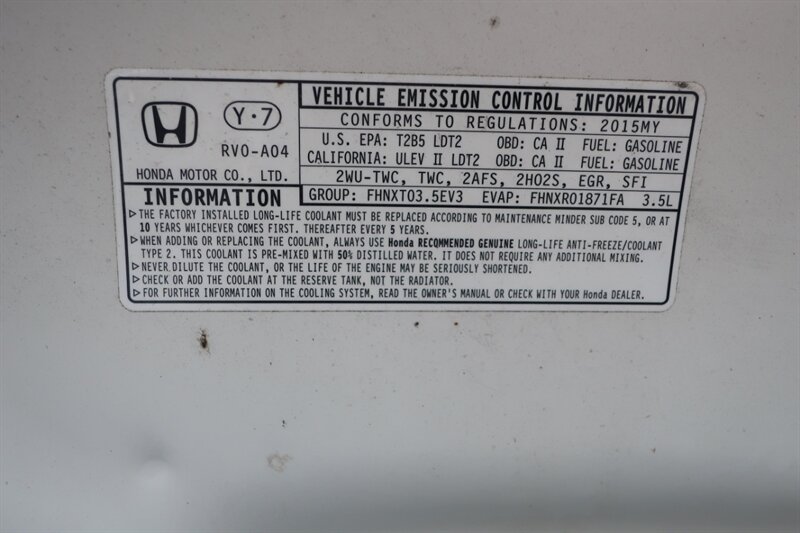 Y·7
RV0-A04
HONDA MOTOR CO., LTD.
VEHICLE EMISSION CONTROL INFORMATION
CONFORMS TO REGULATIONS: 2015MY
U.S. EPA: T2B5 LDT2 OBD: CA II FUEL: GASOLINE
CALIFORNIA: ULEV II LDT2 OBD: CA II FUEL: GASOLINE
2WU-TWC, TWC, 2AFS, 2HO2S, EGR, SFI
GROUP: FHNXT03.5EV3 EVAP: FHNXR01871FA 3.5L
INFORMATION
▷THE FACTORY INSTALLED LONG-LIFE COOLANT MUST BE REPLACED ACCORDING TO MAINTENANCE MINDER SUB CODE 5, OR AT
10 YEARS WHICHEVER COMES FIRST. THEREAFTER EVERY 5 YEARS.
▷WHEN ADDING OR REPLACING THE COOLANT, ALWAYS USE Honda RECOMMENDED GENUINE LONG-LIFE ANTI-FREEZE/COOLANT
TYPE 2. THIS COOLANT IS PRE-MIXED WITH 50% DISTILLED WATER. IT DOES NOT REQUIRE ANY ADDITIONAL MIXING.
▷NEVER DILUTE THE COOLANT, OR THE LIFE OF THE ENGINE MAY BE SERIOUSLY SHORTENED.
▷CHECK OR ADD THE COOLANT AT THE RESERVE TANK, NOT THE RADIATOR.
▷FOR FURTHER INFORMATION ON THE COOLING SYSTEM, READ THE OWNER'S MANUAL OR CHECK WITH YOUR Honda DEALER.